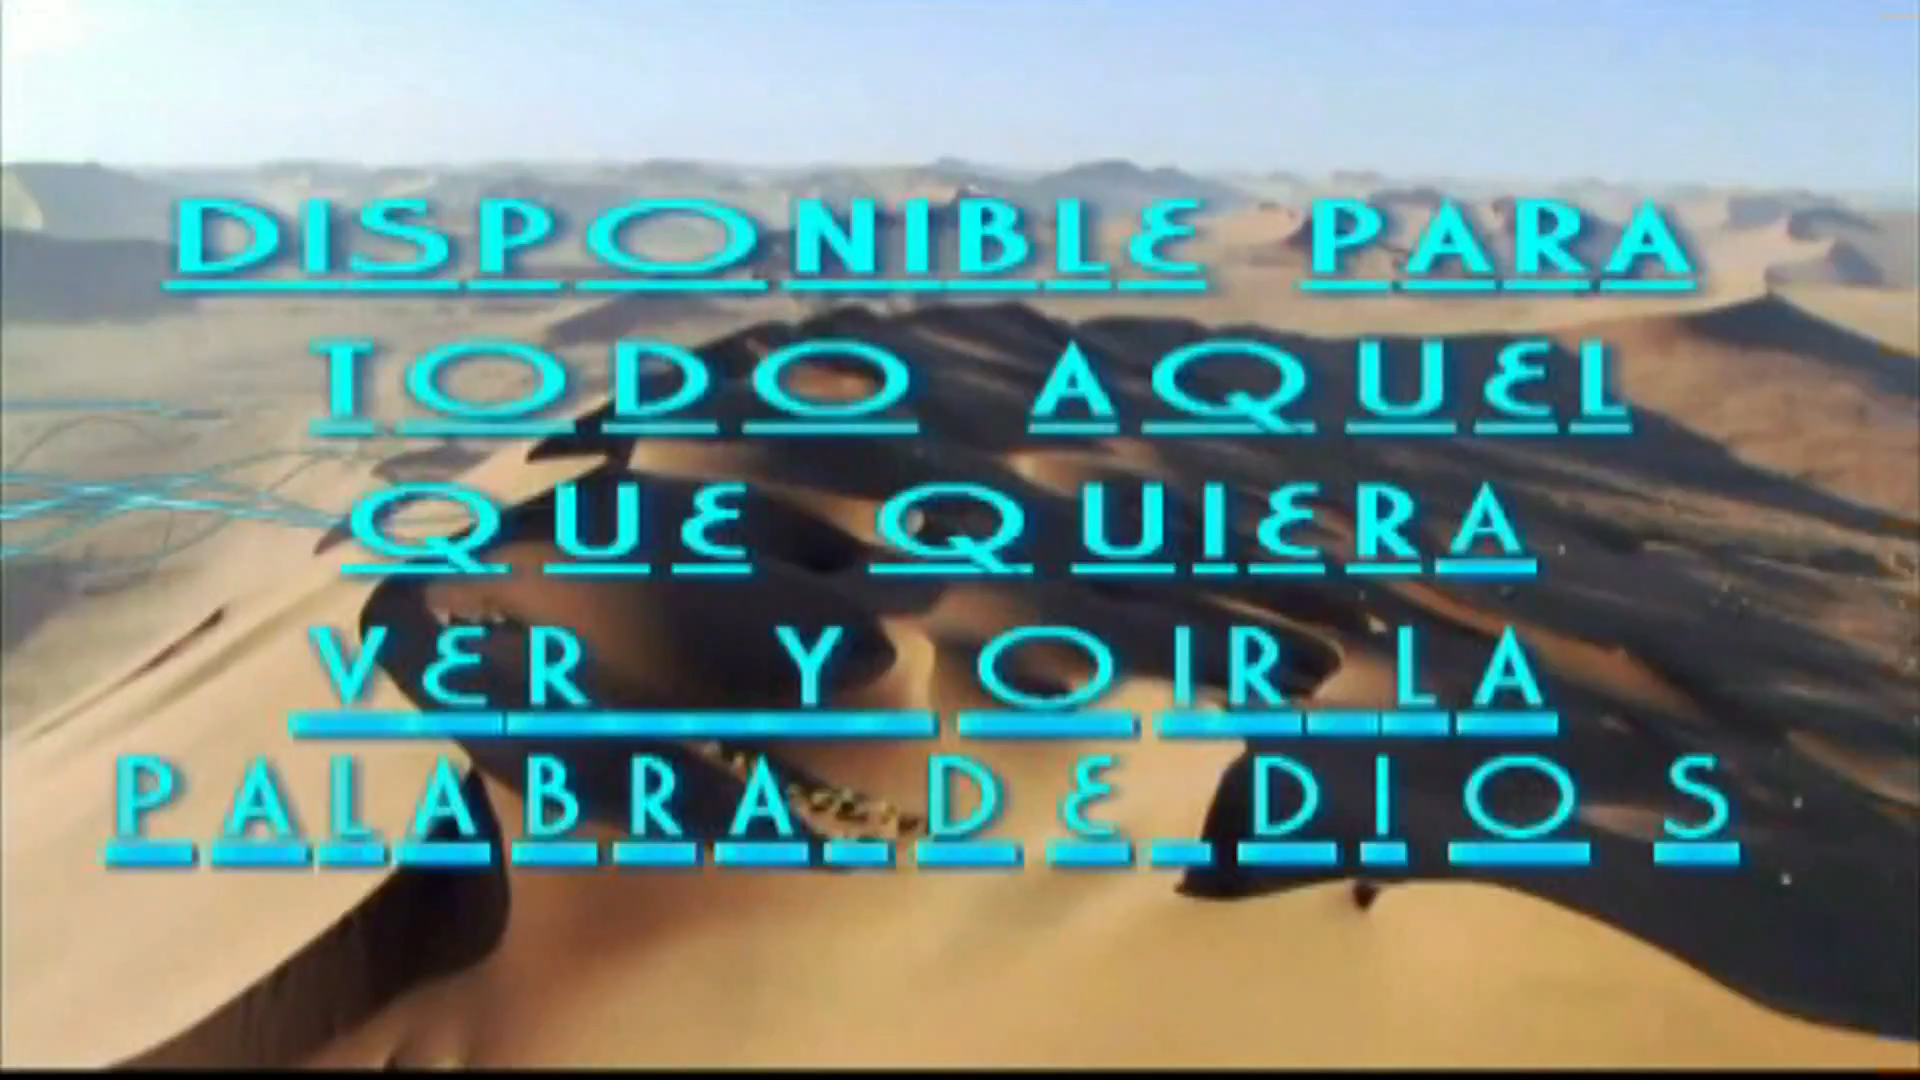 DISPONIBLE PARA
TODO AQUEL
QUE QUIERA
VER Y OIR LA
PALABRA DE DIOS